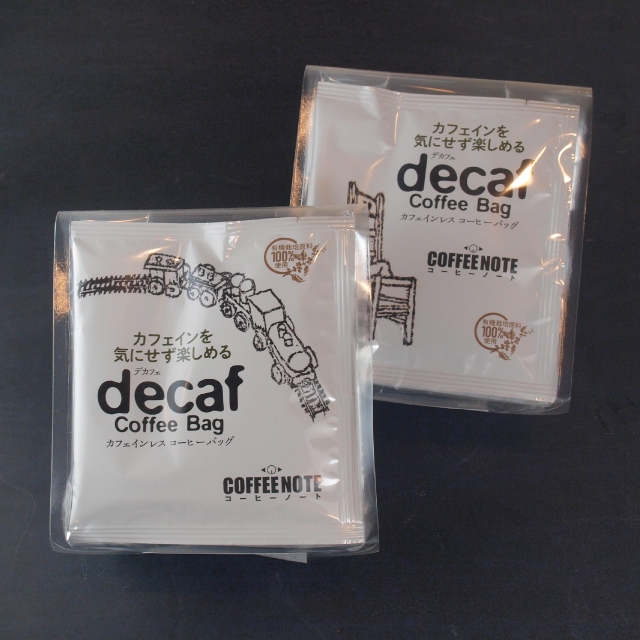 カフェインを
気にせず楽しめる
デカフェ
decaf
Coffee Bag
カフェインレス コーヒーバッグ
COFFEE NOTE
コーヒーノート
有機栽培原料
100%
使用
有機栽培原料
100%
使用
カフェインを
気にせず楽しめる
デカフェ
decaf
Coffee Bag
カフェインレス コーヒーバッグ
COFFEE NOTE
コーヒーノート